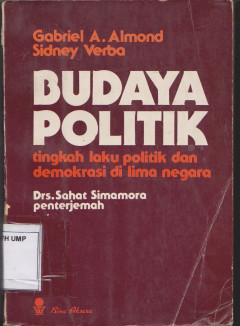 Gabriel A. Almond
Sidney Verba
BUDAYA
POLITIK
tingkah laku politik dan
demokrasi di lima negara
Drs. Sahat Simamora
penterjemah
FH UMP
Bina Aksara